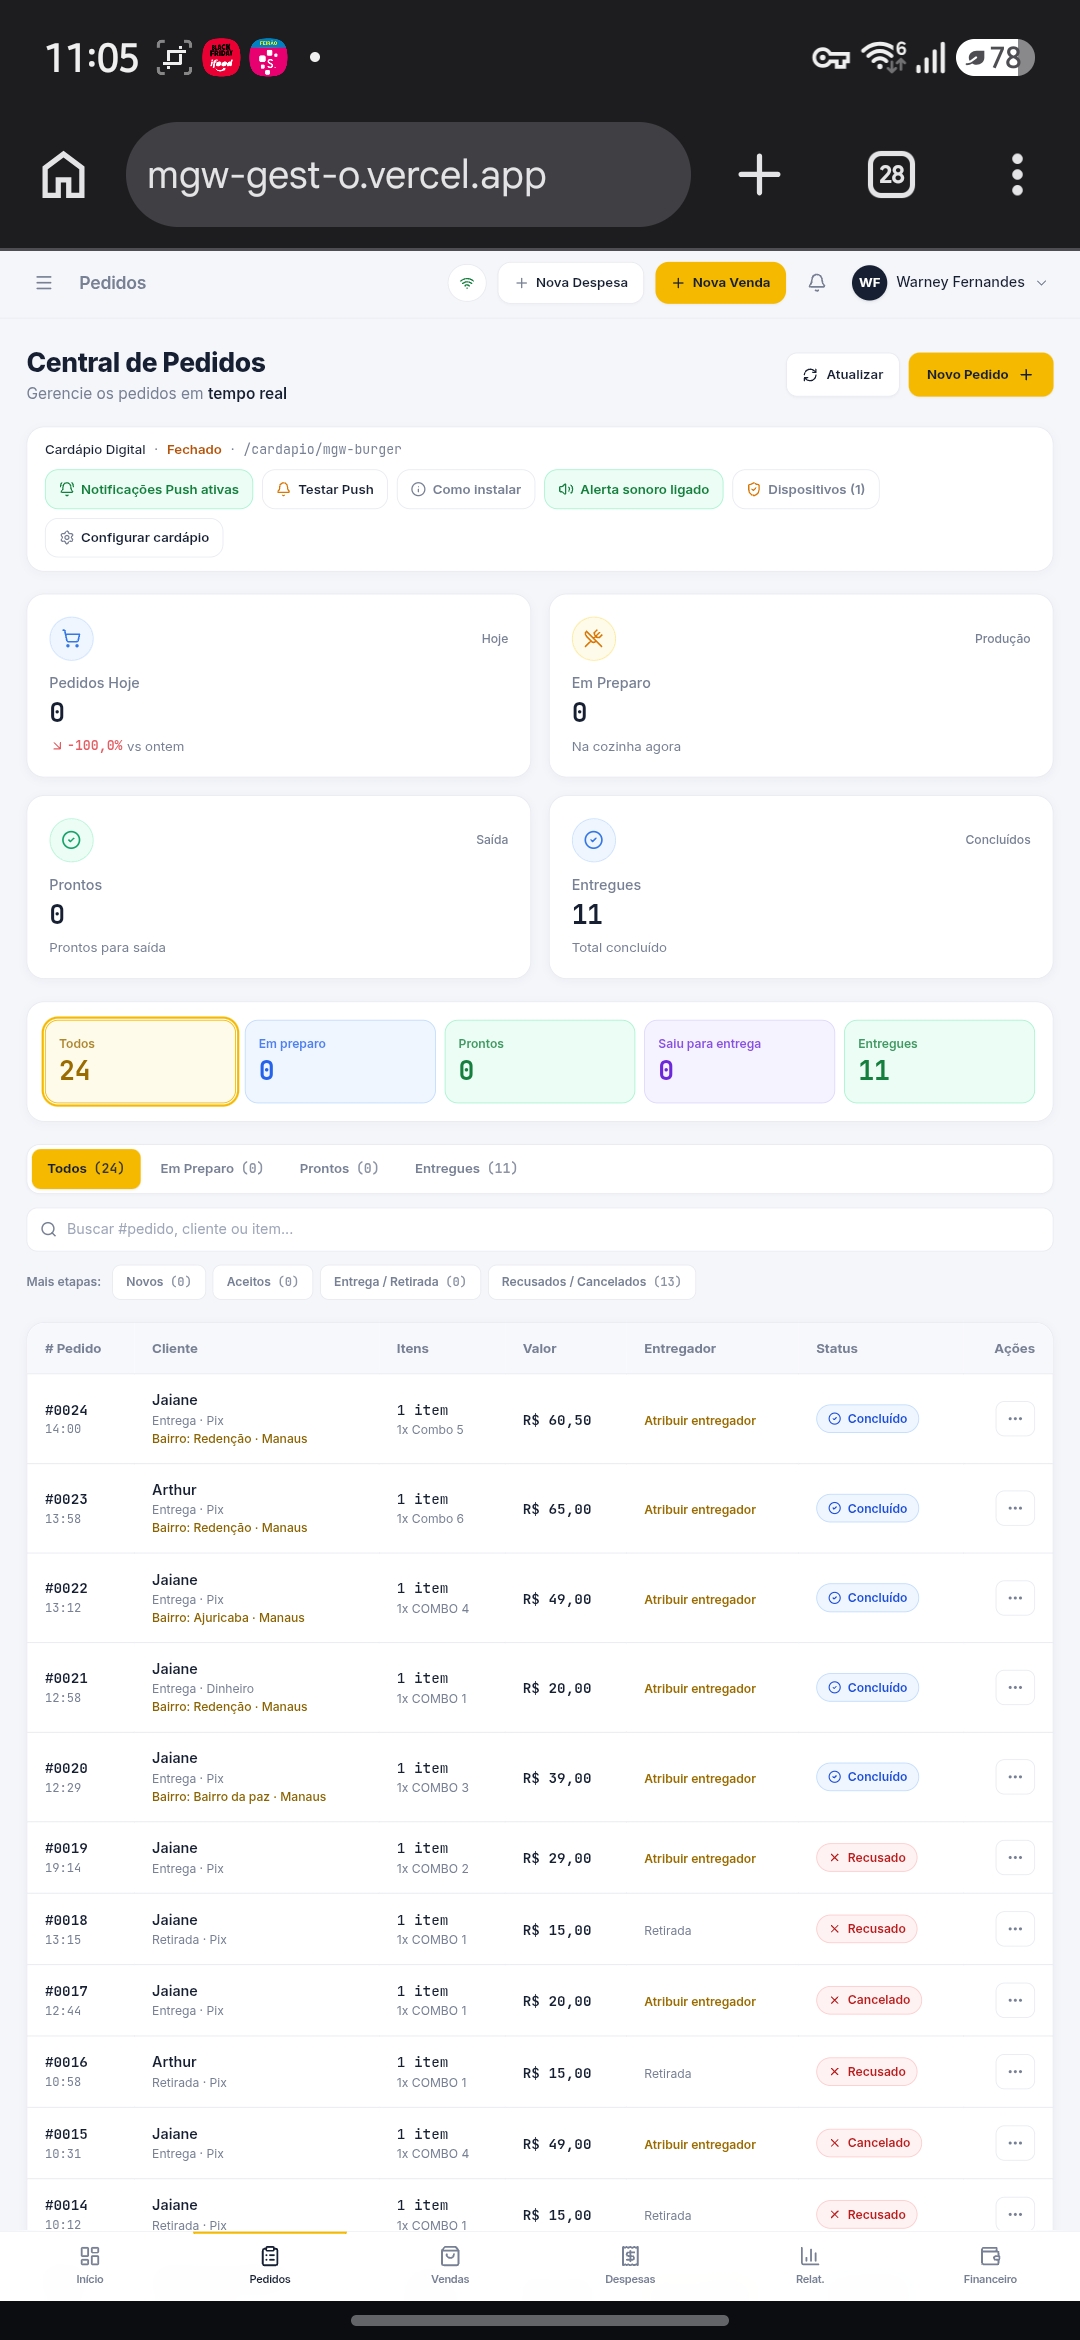 11:05
6
78
mgw-gest-o.vercel.app
28
Pedidos
Nova Despesa
Nova Venda
WF
Warney Fernandes
Central de Pedidos
Gerencie os pedidos em tempo real
Atualizar
Novo Pedido
Cardápio Digital · Fechado · /cardapio/mgw-burger
Notificações Push ativas
Testar Push
Como instalar
Alerta sonoro ligado
Dispositivos (1)
Configurar cardápio
Hoje
Pedidos Hoje
0
-100,0% vs ontem
Produção
Em Preparo
0
Na cozinha agora
Saída
Prontos
0
Prontos para saída
Concluídos
Entregues
11
Total concluído
Todos
24
Em preparo
0
Prontos
0
Saiu para entrega
0
Entregues
11
Todos (24)
Em Preparo (0)
Prontos (0)
Entregues (11)
Buscar #pedido, cliente ou item...
Mais etapas:
Novos (0)
Aceitos (0)
Entrega / Retirada (0)
Recusados / Cancelados (13)
# Pedido Cliente Itens Valor Entregador Status Ações
#0024
14:00
Jaiane
Entrega · Pix
Bairro: Redenção · Manaus
1 item
1x Combo 5
R$ 60,50
Atribuir entregador
Concluído
#0023
13:58
Arthur
Entrega · Pix
Bairro: Redenção · Manaus
1 item
1x Combo 6
R$ 65,00
Atribuir entregador
Concluído
#0022
13:12
Jaiane
Entrega · Pix
Bairro: Ajuricaba · Manaus
1 item
1x COMBO 4
R$ 49,00
Atribuir entregador
Concluído
#0021
12:58
Jaiane
Entrega · Dinheiro
Bairro: Redenção · Manaus
1 item
1x COMBO 1
R$ 20,00
Atribuir entregador
Concluído
#0020
12:29
Jaiane
Entrega · Pix
Bairro: Bairro da paz · Manaus
1 item
1x COMBO 3
R$ 39,00
Atribuir entregador
Concluído
#0019
19:14
Jaiane
Entrega · Pix
1 item
1x COMBO 2
R$ 29,00
Atribuir entregador
Recusado
#0018
13:15
Jaiane
Retirada · Pix
1 item
1x COMBO 1
R$ 15,00
Retirada
Recusado
#0017
12:44
Jaiane
Entrega · Pix
1 item
1x COMBO 1
R$ 20,00
Atribuir entregador
Cancelado
#0016
10:58
Arthur
Retirada · Pix
1 item
1x COMBO 1
R$ 15,00
Retirada
Recusado
#0015
10:31
Jaiane
Entrega · Pix
1 item
1x COMBO 4
R$ 49,00
Atribuir entregador
Cancelado
#0014
10:12
Jaiane
Retirada · Pix
1 item
1x COMBO 1
R$ 15,00
Retirada
Recusado
Início
Pedidos
Vendas
Despesas
Relat.
Financeiro